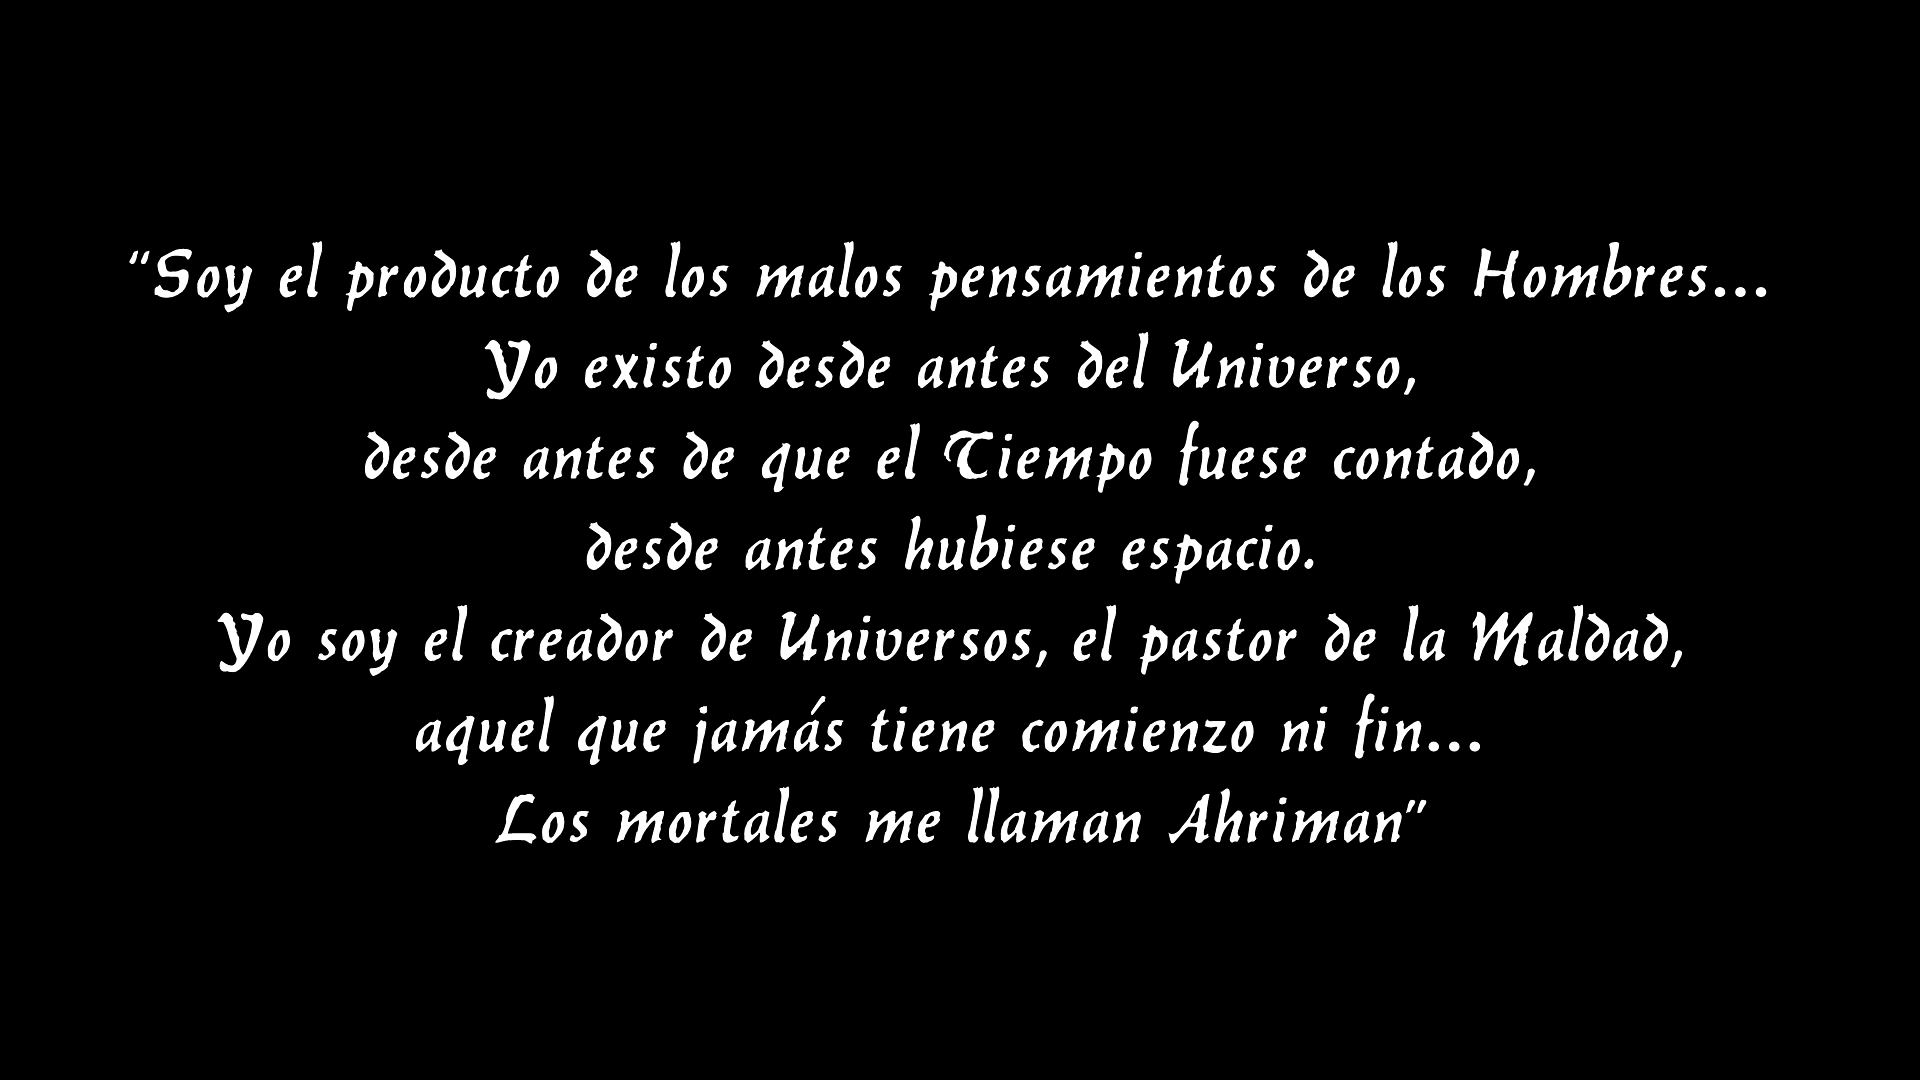 “Soy el producto de los malos pensamientos de los Hombres...
Yo existo desde antes del Universo,
desde antes de que el Tiempo fuese contado,
desde antes hubiese espacio.
Yo soy el creador de Universos, el pastor de la Maldad,
aquel que jamás tiene comienzo ni fin...
Los mortales me llaman Ahriman”